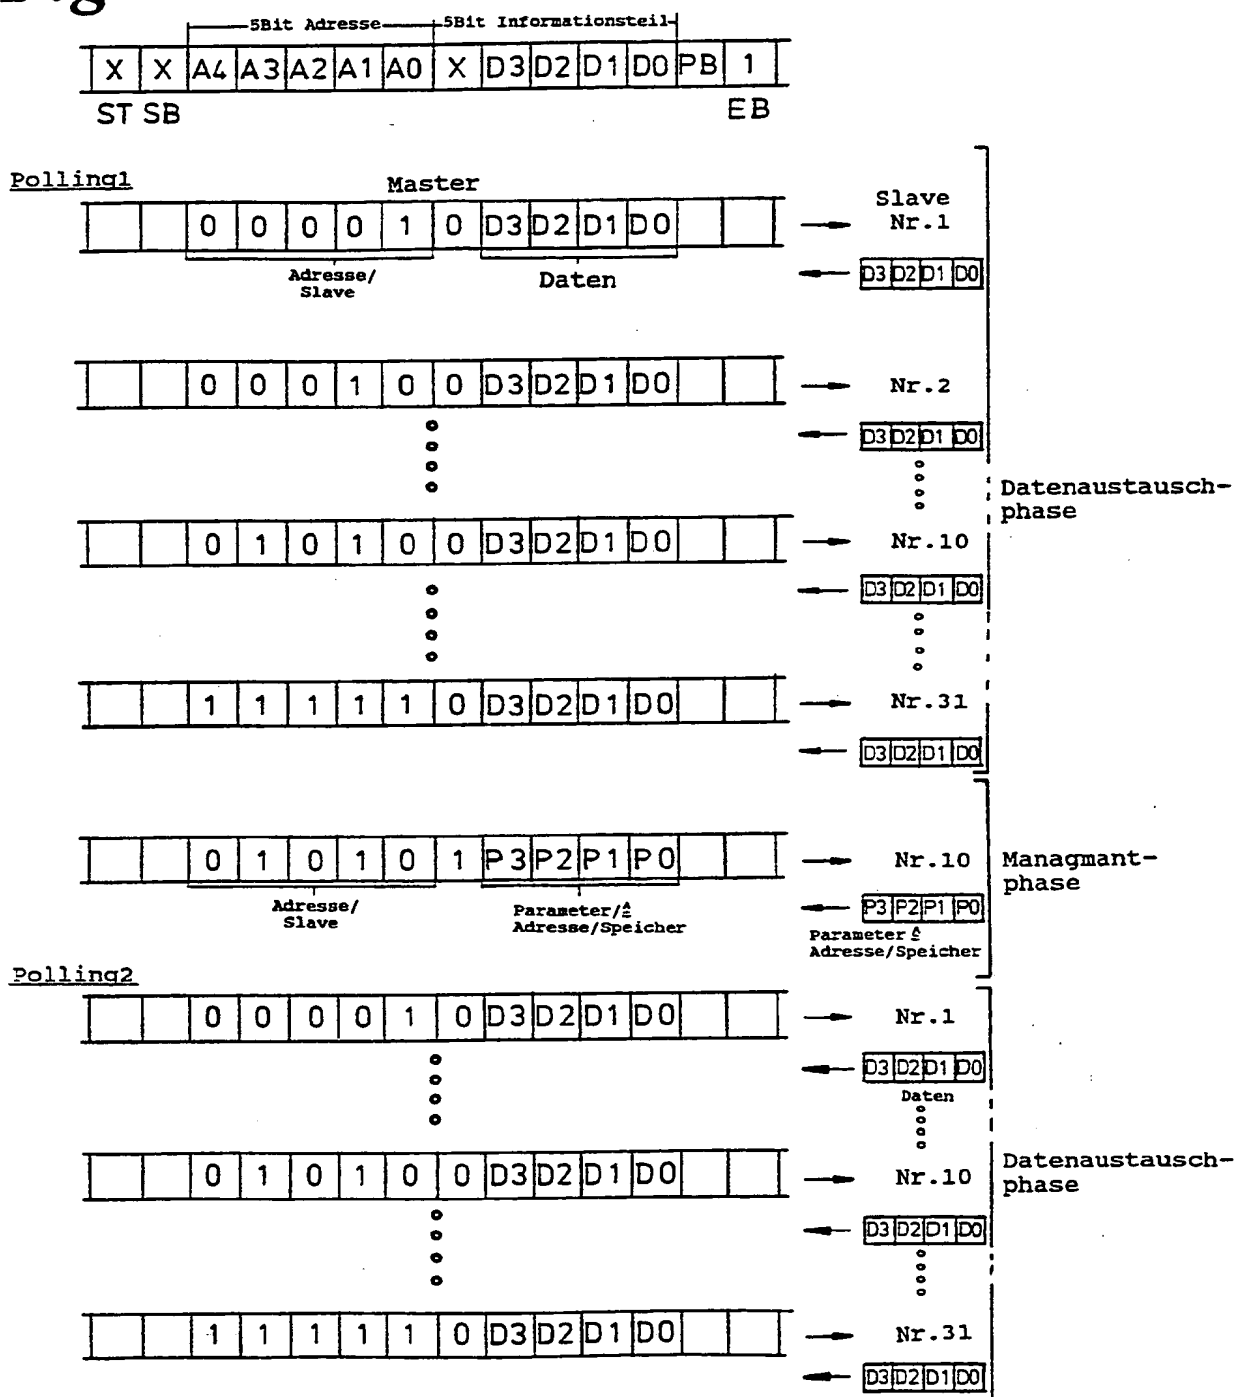 5Bit Adresse 5Bit Informationsteil
X X A4 A3 A2 A1 A0 X D3 D2 D1 D0 PB 1
ST SB EB
Polling1
Master
Slave
0 0 0 0 1 0 D3 D2 D1 D0 Nr.1
Adresse/
Slave
Daten
D3 D2 D1 D0
0 0 0 1 0 0 D3 D2 D1 D0 Nr.2
D3 D2 D1 D0
Datenaustausch-
phase
0 1 0 1 0 0 D3 D2 D1 D0 Nr.10
D3 D2 D1 D0
1 1 1 1 1 0 D3 D2 D1 D0 Nr.31
D3 D2 D1 D0
0 1 0 1 0 1 P3 P2 P1 P0 Nr.10
Managmant-
phase
Adresse/
Slave
Parameter/≙
Adresse/Speicher
P3 P2 P1 P0
Parameter ≙
Adresse/Speicher
Polling2
0 0 0 0 1 0 D3 D2 D1 D0 Nr.1
D3 D2 D1 D0
Daten
0 1 0 1 0 0 D3 D2 D1 D0 Nr.10
Datenaustausch-
phase
D3 D2 D1 D0
1 1 1 1 1 0 D3 D2 D1 D0 Nr.31
D3 D2 D1 D0